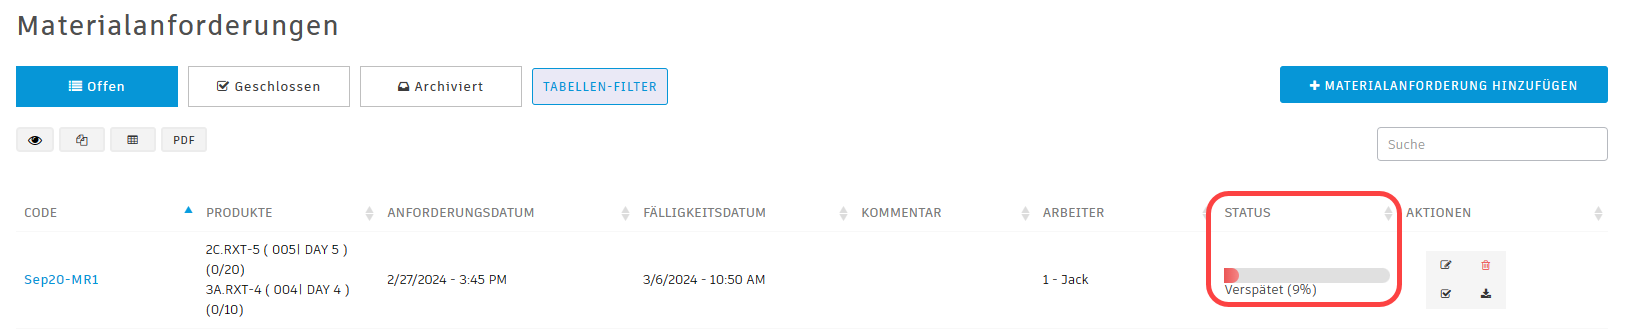 Materialanforderungen
Offen
Geschlossen
Archiviert
TABELLEN-FILTER
MATERIALANFORDERUNG HINZUFÜGEN
PDF
Suche
CODE PRODUKTE ANFORDERUNGSDATUM FÄLLIGKEITSDATUM KOMMENTAR ARBEITER STATUS AKTIONEN
Sep20-MR1
2C.RXT-5 ( 005| DAY 5 )
(0/20)
3A.RXT-4 ( 004| DAY 4 )
(0/10)
2/27/2024 - 3:45 PM
3/6/2024 - 10:50 AM
1 - Jack
Verspätet (9%)